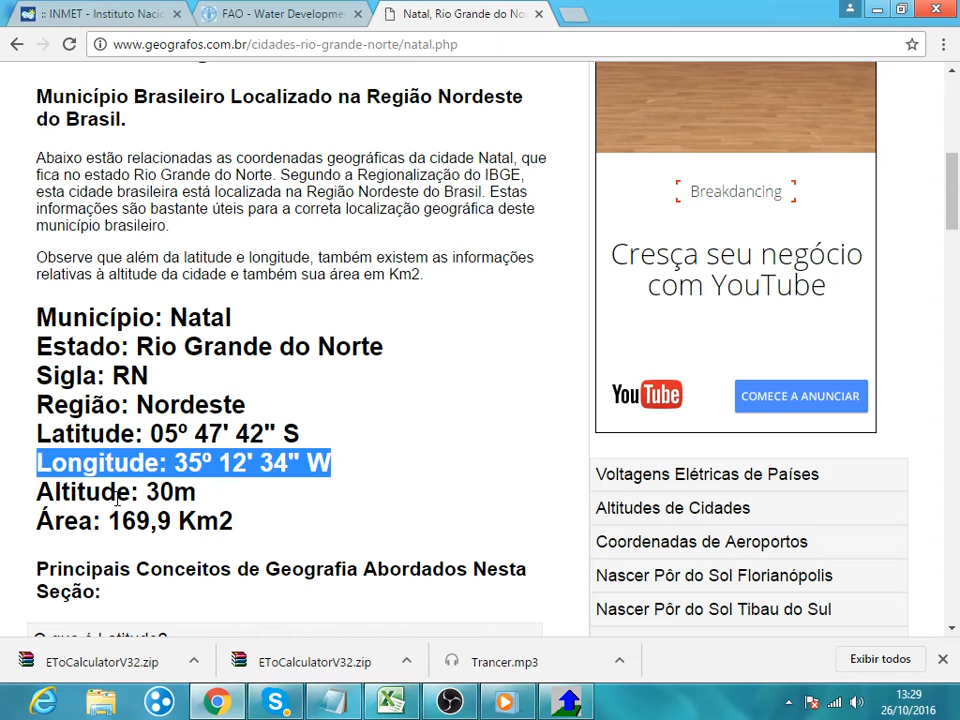 :: INMET - Instituto Nacio
FAO - Water Developme
Natal, Rio Grande do No
www.geografos.com.br/cidades-rio-grande-norte/natal.php
Município Brasileiro Localizado na Região Nordeste
do Brasil.
Abaixo estão relacionadas as coordenadas geográficas da cidade Natal, que
fica no estado Rio Grande do Norte. Segundo a Regionalização do IBGE,
esta cidade brasileira está localizada na Região Nordeste do Brasil. Estas
informações são bastante úteis para a correta localização geográfica deste
município brasileiro.
Observe que além da latitude e longitude, também existem as informações
relativas à altitude da cidade e também sua área em Km2.
Município: Natal
Estado: Rio Grande do Norte
Sigla: RN
Região: Nordeste
Latitude: 05º 47' 42" S
Longitude: 35º 12' 34" W
Altitude: 30m
Área: 169,9 Km2
Principais Conceitos de Geografia Abordados Nesta
Seção:
O que é Latitude?
Breakdancing
Cresça seu negócio
com YouTube
YouTube
COMECE A ANUNCIAR
Voltagens Elétricas de Países
Altitudes de Cidades
Coordenadas de Aeroportos
Nascer Pôr do Sol Florianópolis
Nascer Pôr do Sol Tibau do Sul
EToCalculatorV32.zip
EToCalculatorV32.zip
Trancer.mp3
Exibir todos
13:29
26/10/2016